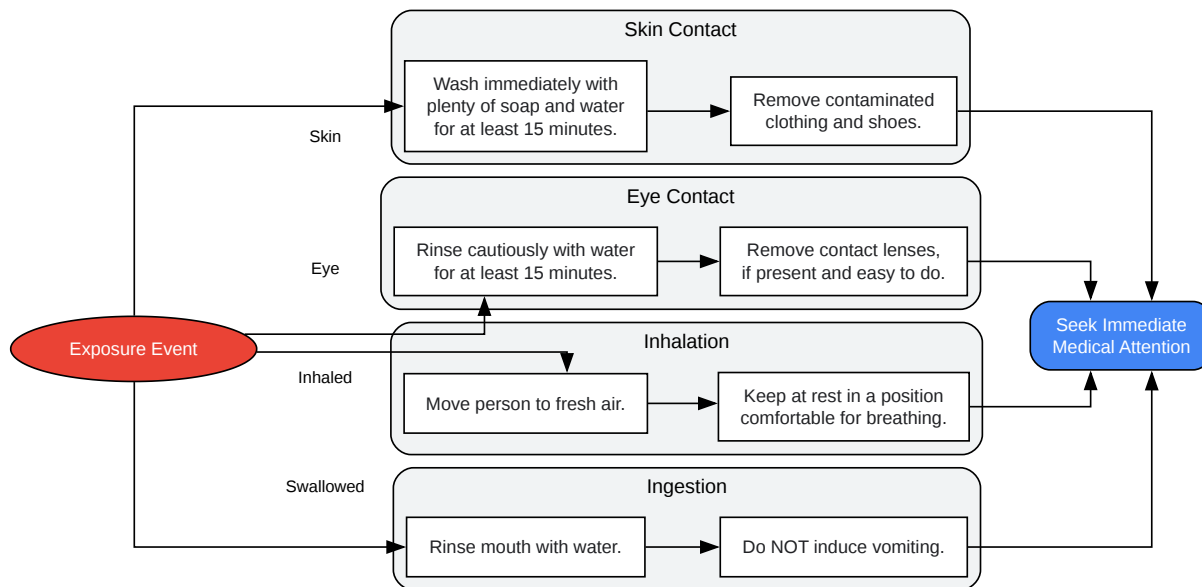 Skin Contact
Wash immediately with
plenty of soap and water
for at least 15 minutes.
Remove contaminated
clothing and shoes.
Skin
Eye Contact
Rinse cautiously with water
for at least 15 minutes.
Remove contact lenses,
if present and easy to do.
Eye
Exposure Event
Seek Immediate
Medical Attention
Inhalation
Inhaled
Move person to fresh air.
Keep at rest in a position
comfortable for breathing.
Swallowed
Ingestion
Rinse mouth with water.
Do NOT induce vomiting.